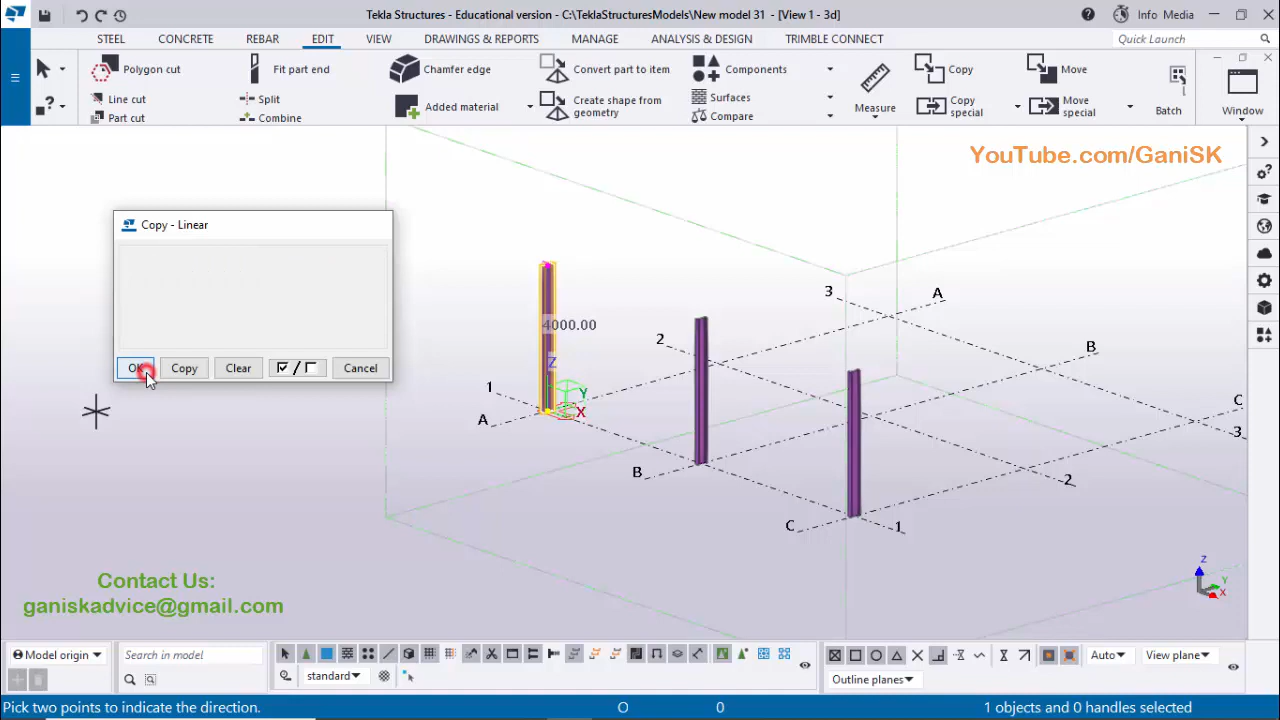 Tekla Structures - Educational version - C:\TeklaStructuresModels\New model 31 - [View 1 - 3d]
Info Media
STEEL
CONCRETE
REBAR
EDIT
VIEW
DRAWINGS & REPORTS
MANAGE
ANALYSIS & DESIGN
TRIMBLE CONNECT
Quick Launch
Polygon cut
Line cut
Part cut
Fit part end
Split
Combine
Chamfer edge
Added material
Convert part to item
Create shape from
geometry
Components
Surfaces
Compare
Measure
Copy
Copy
special
Move
Move
special
Batch
Window
YouTube.com/GaniSK
Copy - Linear
OK
Copy
Clear
/
Cancel
4000.00
Z
Y
X
3
A
2
B
1
A
C
3
B
2
C
1
Z
Y
X
Contact Us:
ganiskadvice@gmail.com
Model origin
Search in model
standard
Auto
View plane
Outline planes
Pick two points to indicate the direction.
O
0
1 objects and 0 handles selected